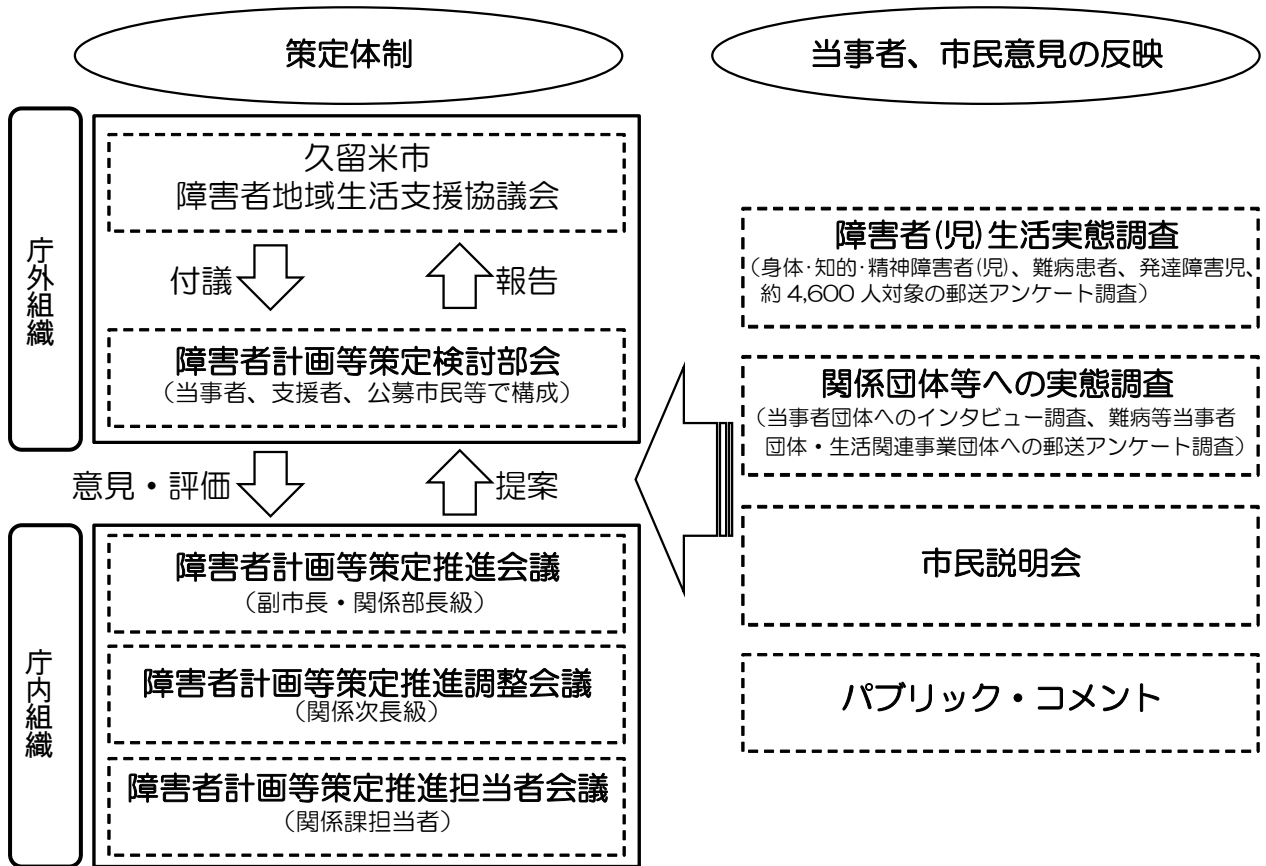 策定体制
当事者、市民意見の反映
庁外組織
久留米市
障害者地域生活支援協議会
付議
報告
障害者計画等策定検討部会
（当事者、支援者、公募市民等で構成）
意見・評価
提案
庁内組織
障害者計画等策定推進会議
（副市長・関係部長級）
障害者計画等策定推進調整会議
（関係次長級）
障害者計画等策定推進担当者会議
（関係課担当者）
障害者(児)生活実態調査
（身体･知的･精神障害者(児)、難病患者、発達障害児、
約 4,600 人対象の郵送アンケート調査）
関係団体等への実態調査
（当事者団体へのインタビュー調査、難病等当事者
団体・生活関連事業団体への郵送アンケート調査）
市民説明会
パブリック・コメント